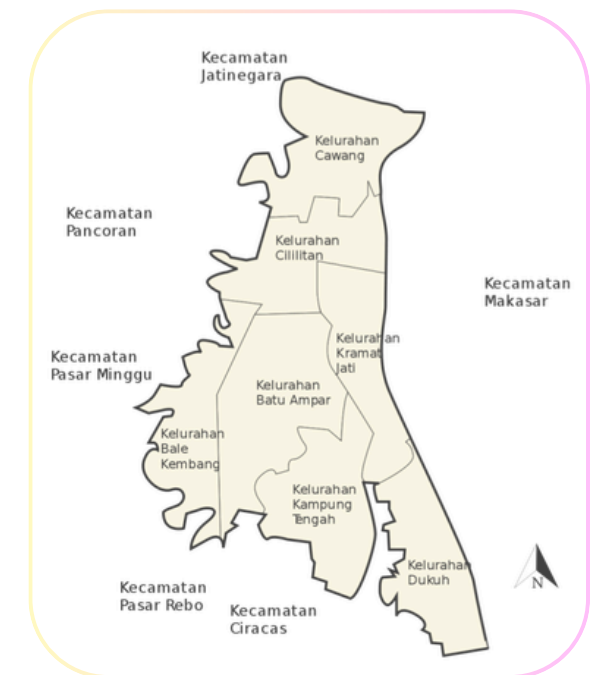 Kecamatan
Jatinegara
Kelurahan
Cawang
Kecamatan
Pancoran
Kelurahan
Cililitan
Kecamatan
Makasar
Kelurahan
Kramat
Jati
Kecamatan
Pasar Minggu
Kelurahan
Batu Ampar
Kelurahan
Bale
Kembang
Kelurahan
Kampung
Tengah
Kelurahan
Dukuh
N
Kecamatan
Pasar Rebo
Kecamatan
Ciracas